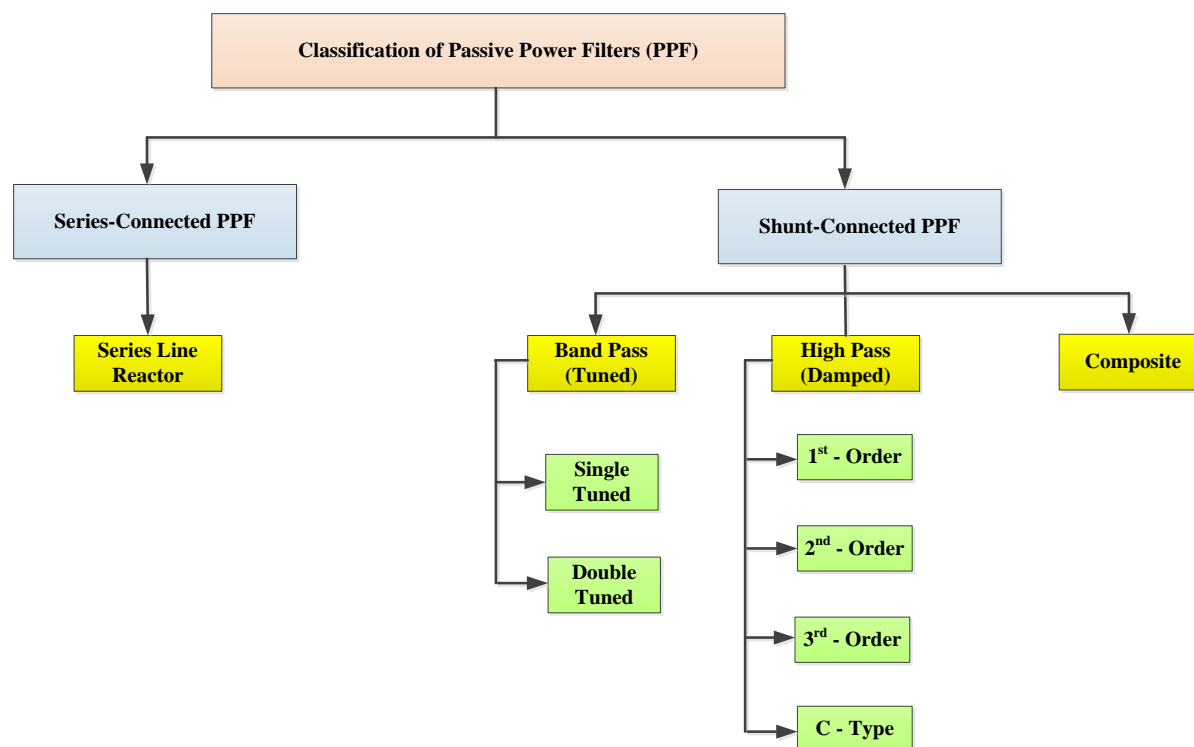 Classification of Passive Power Filters (PPF)
Series-Connected PPF
Shunt-Connected PPF
Series Line
Reactor
Band Pass
(Tuned)
High Pass
(Damped)
Composite
Single
Tuned
Double
Tuned
1st - Order
2nd - Order
3rd - Order
C - Type